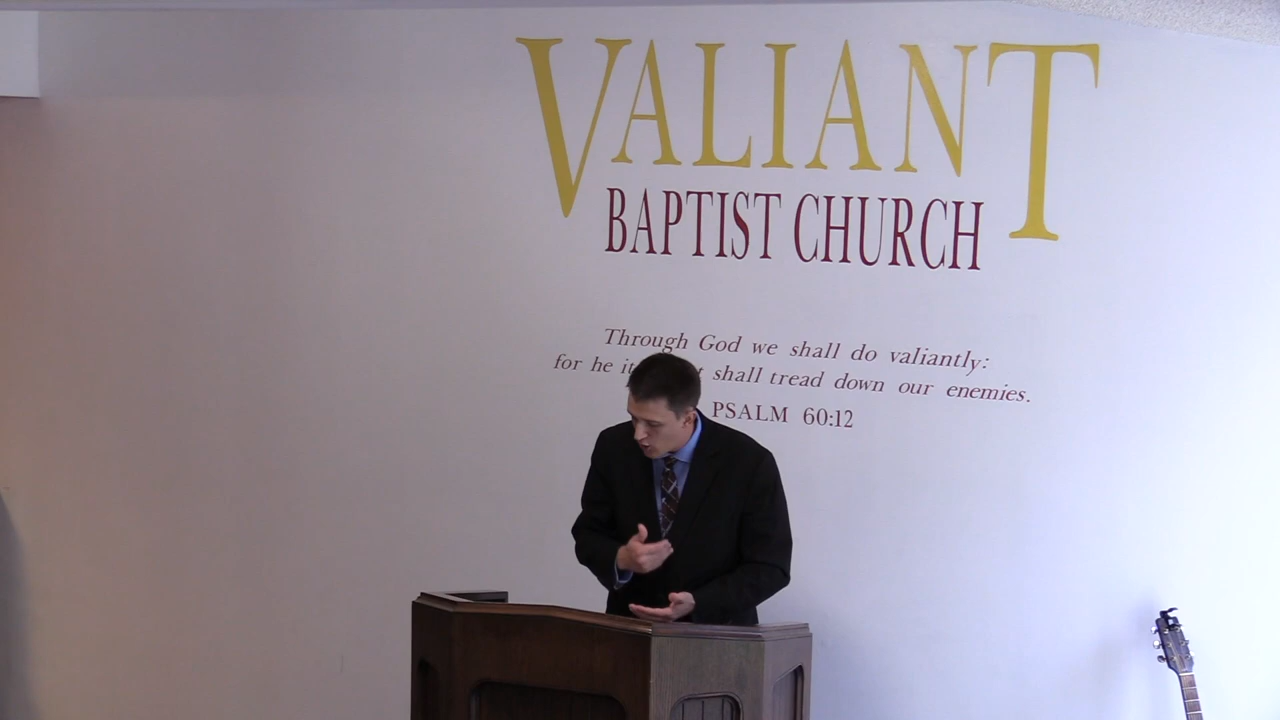 VALIANT
BAPTIST CHURCH
Through God we shall do valiantly:
for he shall tread down our enemies.
PSALM 60:12